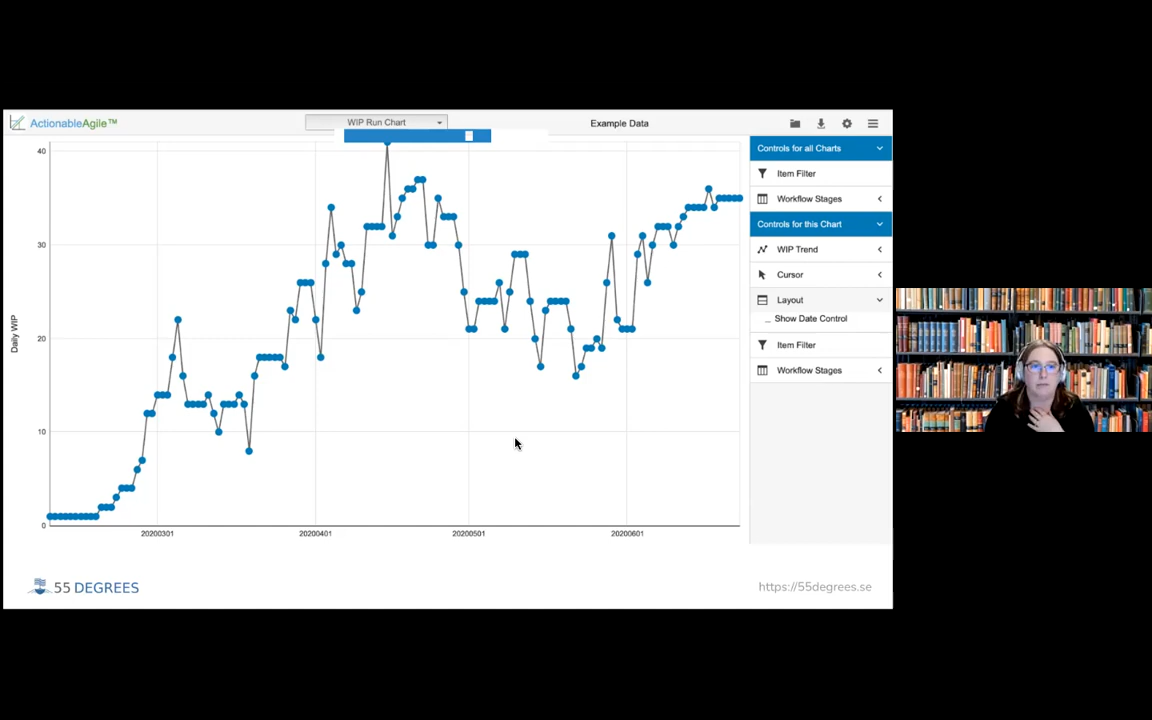 ActionableAgile™
WIP Run Chart
Example Data
Controls for all Charts
Item Filter
Workflow Stages
Controls for this Chart
WIP Trend
Cursor
Layout
Show Date Control
Item Filter
Workflow Stages
Daily WIP
40
30
20
10
0
20200301
20200401
20200501
20200601
55 DEGREES
https://55degrees.se